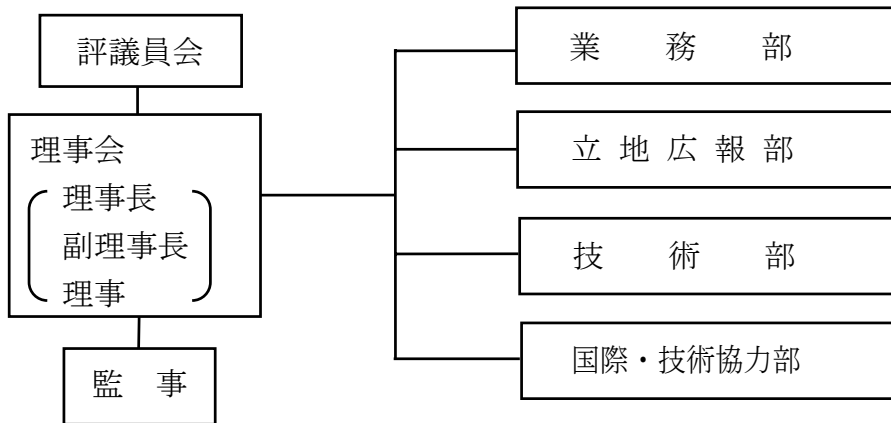 評議員会
理事会
理事長
副理事長
理事
監 事
業 務 部
立 地 広 報 部
技 術 部
国際・技術協力部